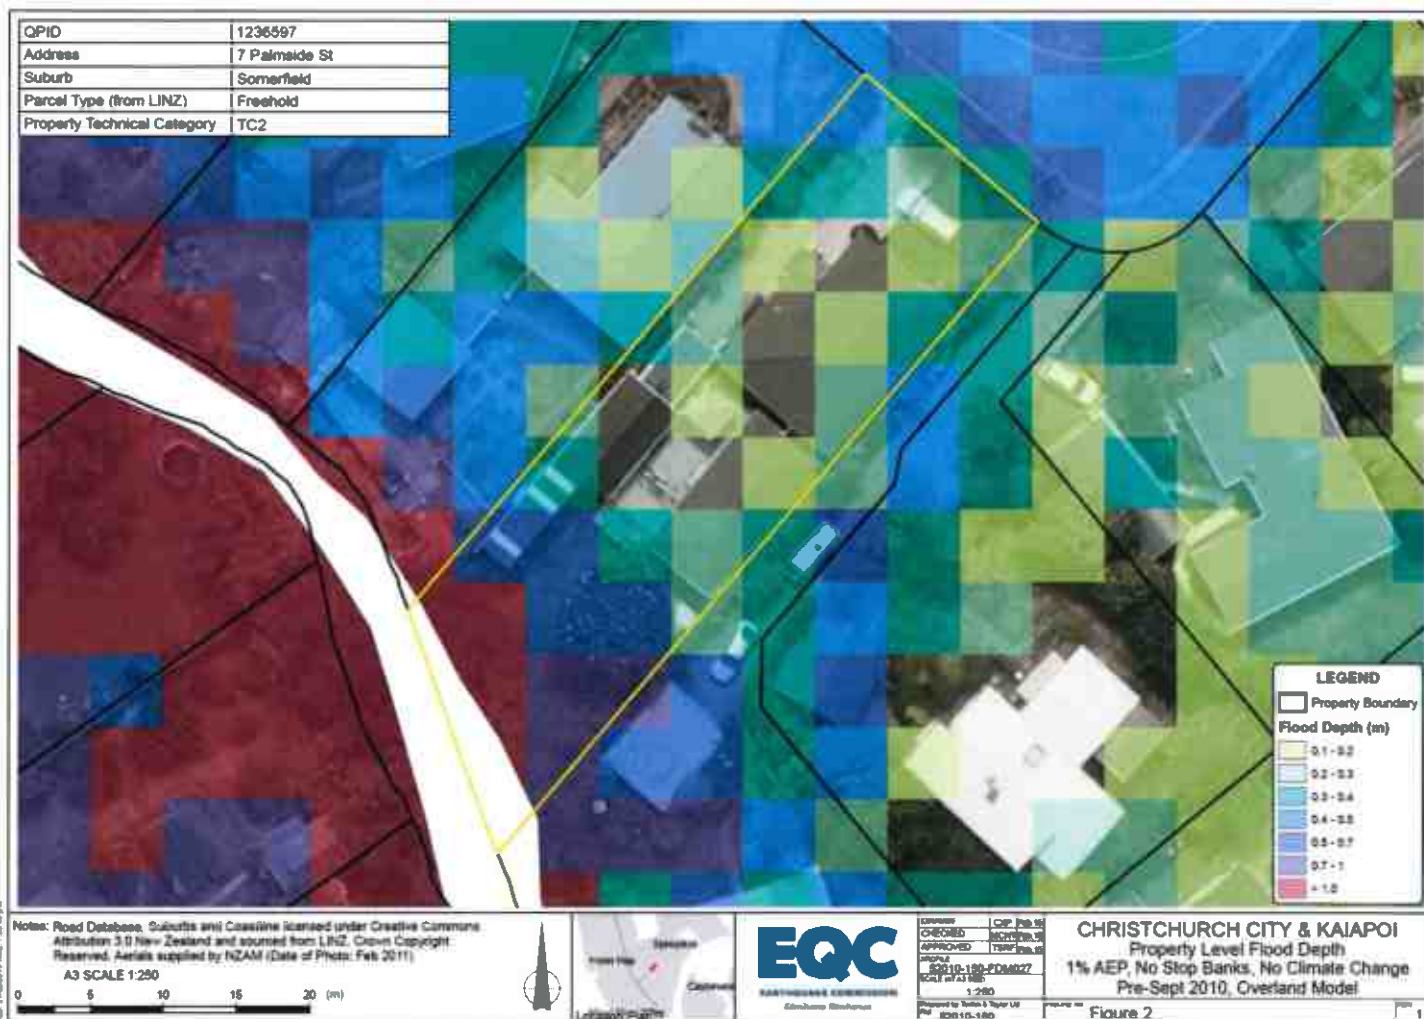 QPID 1236597
Address 7 Palmside St
Suburb Somerfield
Parcel Type (from LINZ) Freehold
Property Technical Category TC2
LEGEND
Property Boundary
Flood Depth (m)
0.1 - 0.2
0.2 - 0.3
0.3 - 0.4
0.4 - 0.5
0.5 - 0.7
0.7 - 1
> 1.0
Notes: Road Database, Suburbs and Coastline licensed under Creative Commons
Attribution 3.0 New Zealand and sourced from LINZ. Crown Copyright
Reserved. Aerials supplied by NZAM (Date of Photo: Feb 2011)
A3 SCALE 1:250
0 5 10 15 20 (m)
Location Plan
EQC
EARTHQUAKE COMMISSION
CHECKED
APPROVED
1:250
CHRISTCHURCH CITY & KAIAPOI
Property Level Flood Depth
1% AEP, No Stop Banks, No Climate Change
Pre-Sept 2010, Overland Model
Figure 2